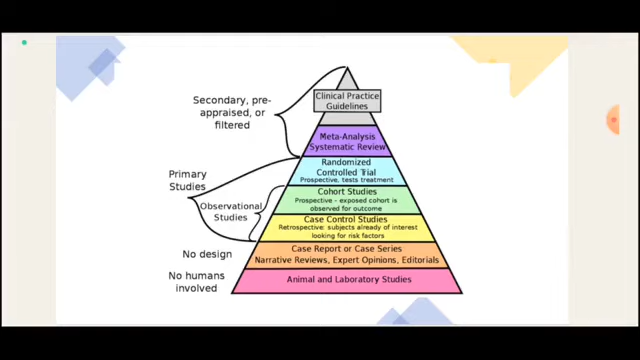 Clinical Practice
Guidelines
Secondary, pre-
appraised, or
filtered
Meta-Analysis
Systematic Review
Primary
Studies
Randomized
Controlled Trial
Prospective, tests treatment
Observational
Studies
Cohort Studies
Prospective - exposed cohort is
observed for outcome
Case Control Studies
Retrospective: subjects already of interest
looking for risk factors
No design
Case Report or Case Series
Narrative Reviews, Expert Opinions, Editorials
No humans
involved
Animal and Laboratory Studies